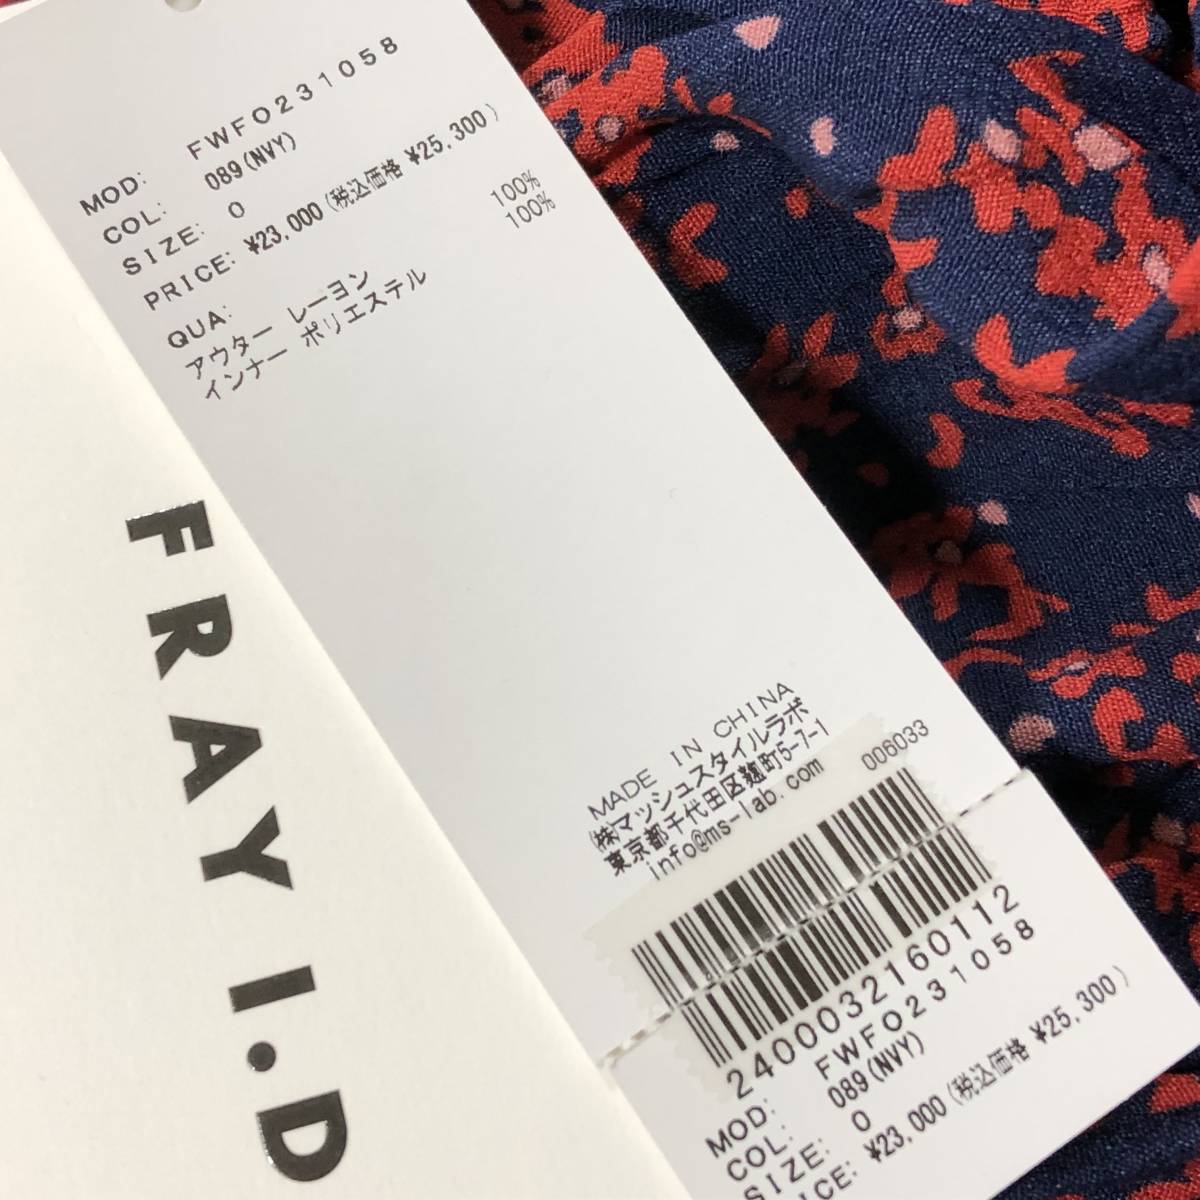 MOD: FWFO231058
COL: 089(NVY)
SIZE: 0
PRICE: ¥23,000(税込価格 ¥25,300)
QUA:
アウター レーヨン 100%
インナー ポリエステル 100%
FRAY I.D
MADE IN CHINA
㈱マッシュスタイルラボ
東京都千代田区麹町5-7-1
info@ms-lab.com 006033
2400032160112
MOD: FWFO231058
COL: 089(NVY)
SIZE: 0
PRICE: ¥23,000(税込価格 ¥25,300)